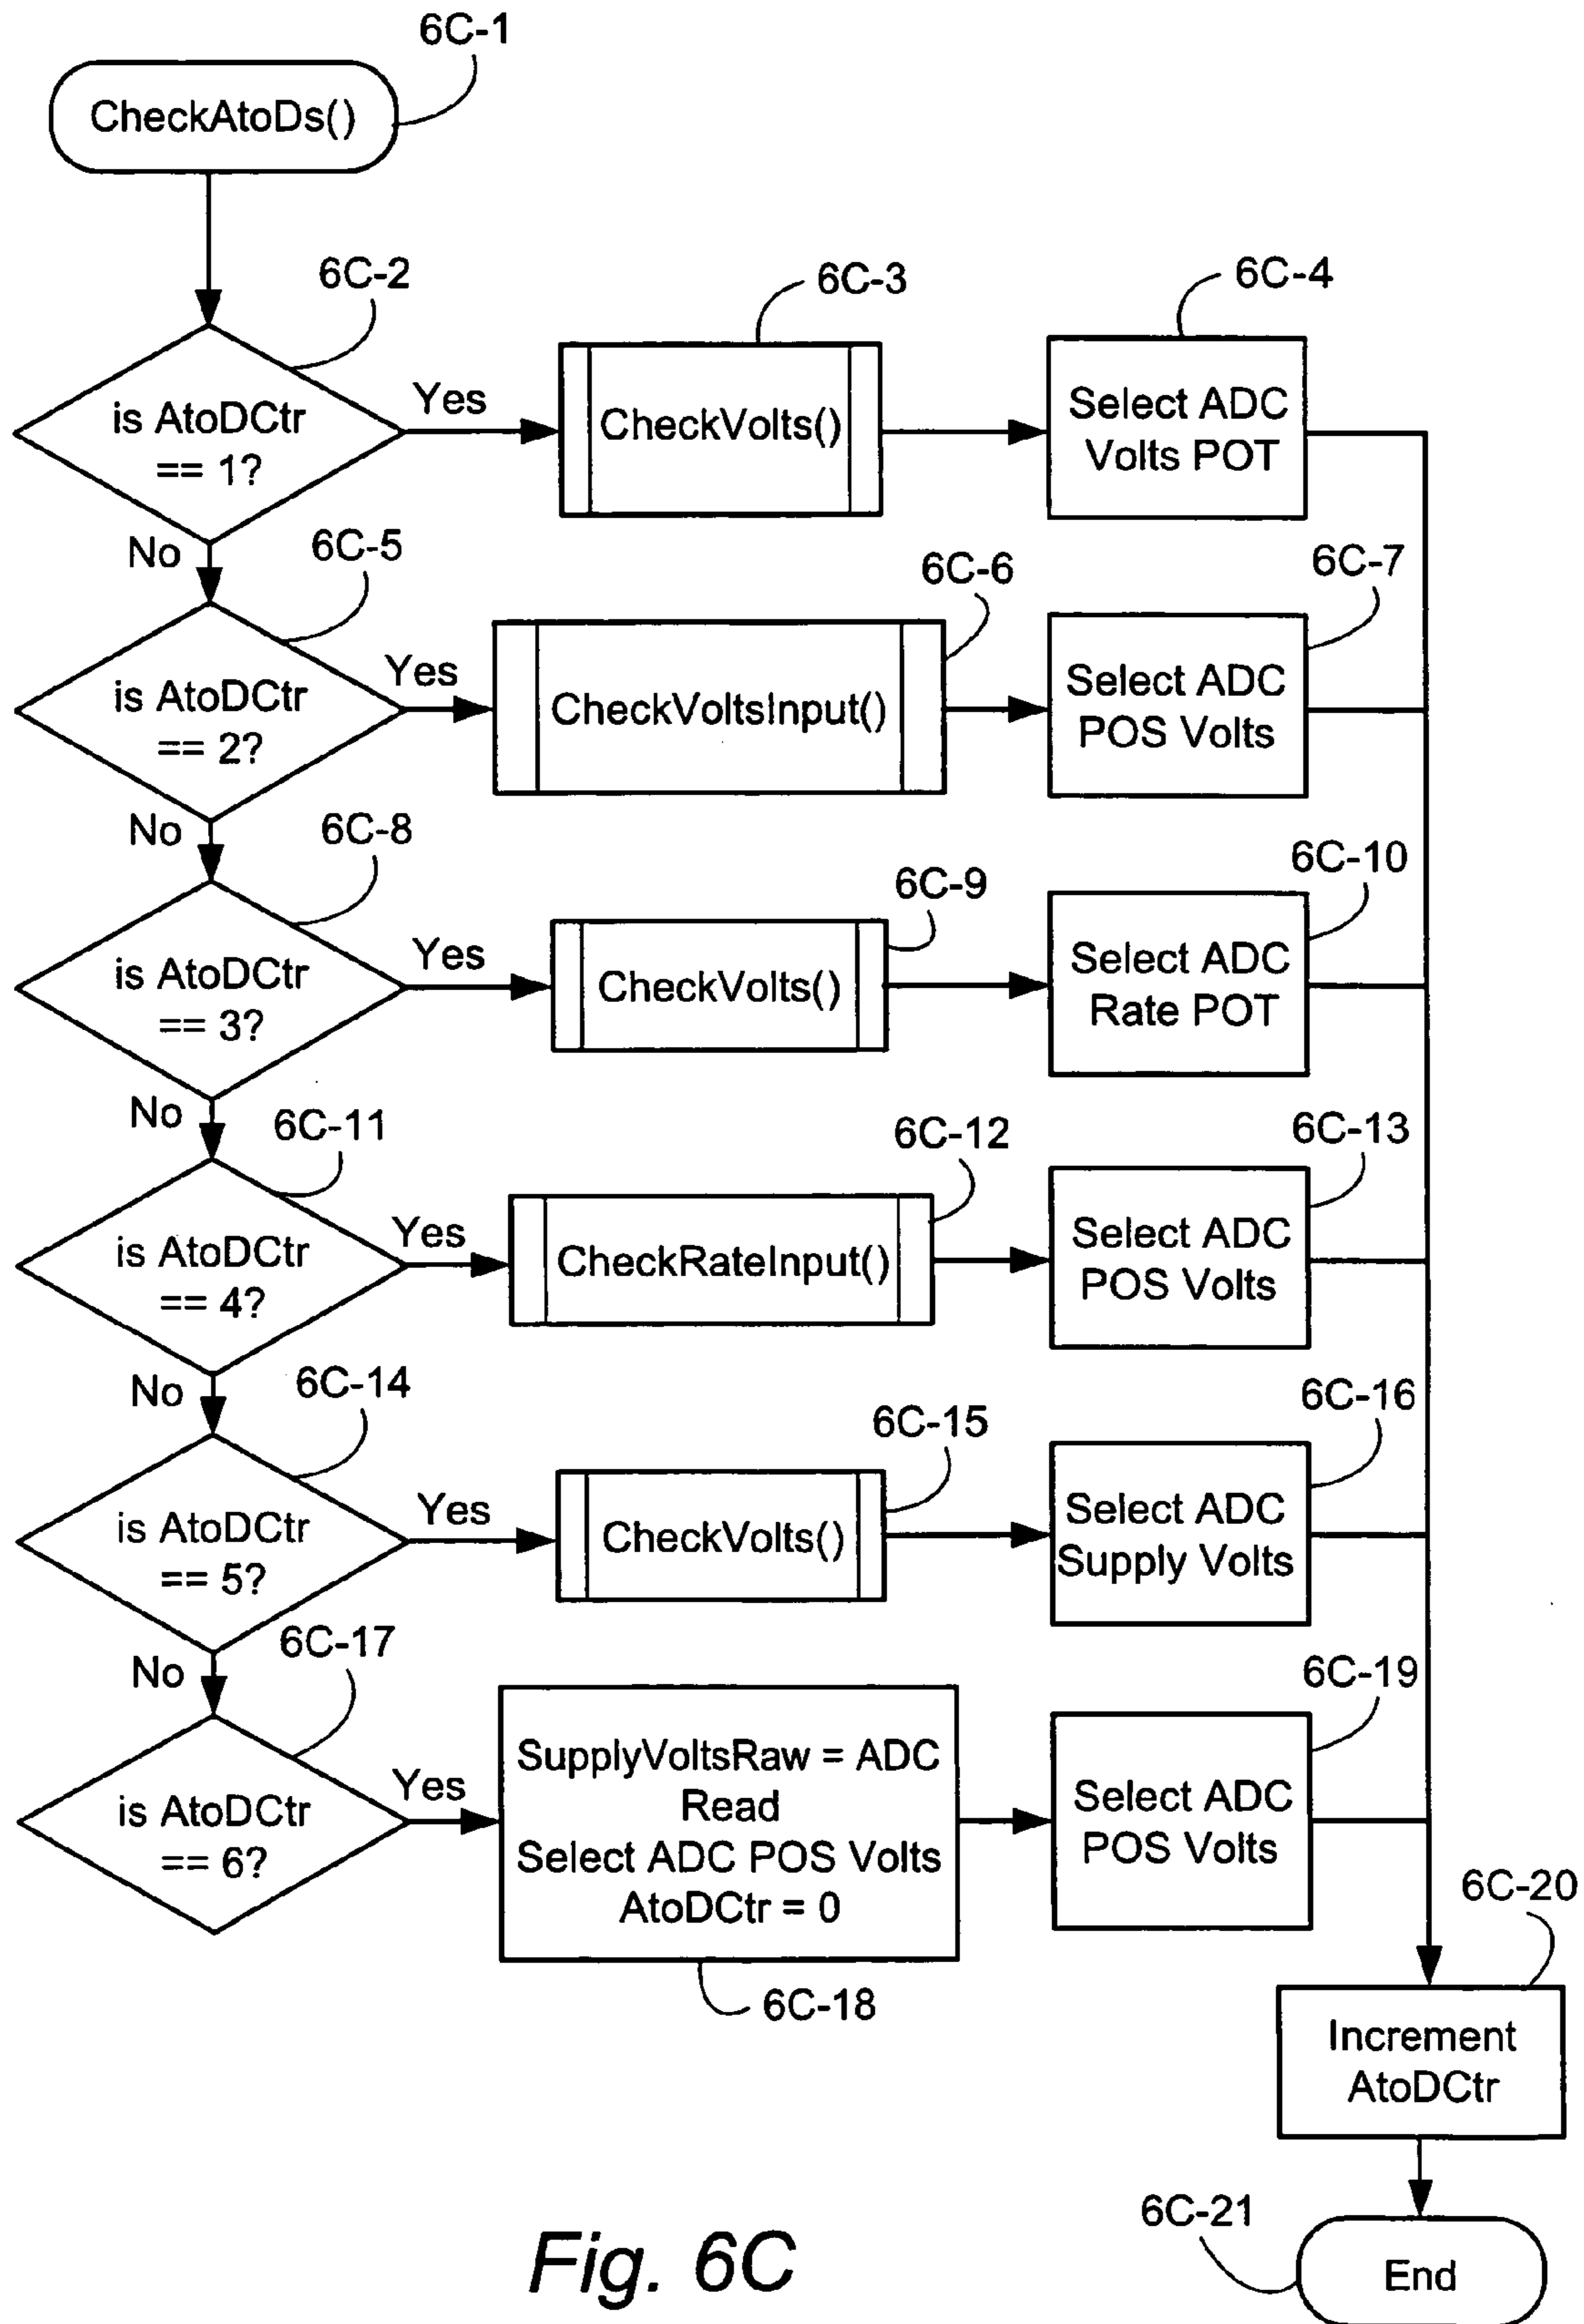 6C-1
CheckAtoDs()
6C-2
6C-3
6C-4
is AtoDCtr
== 1?
Yes
CheckVolts()
Select ADC
Volts POT
No
6C-5
6C-6
6C-7
is AtoDCtr
== 2?
Yes
CheckVoltsInput()
Select ADC
POS Volts
No
6C-8
6C-9
6C-10
is AtoDCtr
== 3?
Yes
CheckVolts()
Select ADC
Rate POT
No
6C-11
6C-12
6C-13
is AtoDCtr
== 4?
Yes
CheckRateInput()
Select ADC
POS Volts
No
6C-14
6C-15
6C-16
is AtoDCtr
== 5?
Yes
CheckVolts()
Select ADC
Supply Volts
No
6C-17
6C-19
is AtoDCtr
== 6?
Yes
SupplyVoltsRaw = ADC
Read
Select ADC POS Volts
AtoDCtr = 0
Select ADC
POS Volts
6C-18
6C-20
Increment
AtoDCtr
6C-21
End
Fig. 6C